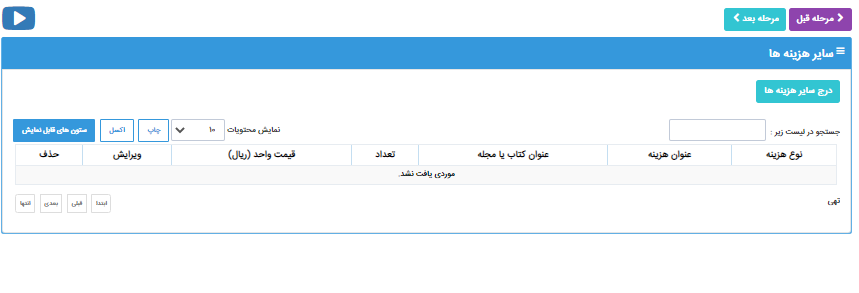 مرحله قبل
مرحله بعد
سایر هزینه ها
درج سایر هزینه ها
جستجو در لیست زیر :
نمایش محتویات ۱۰ چاپ اکسل ستون های قابل نمایش
نوع هزینه عنوان هزینه عنوان کتاب یا مجله تعداد قیمت واحد (ریال) ویرایش حذف
موردی یافت نشد.
تهی
ابتدا قبلی بعدی انتها